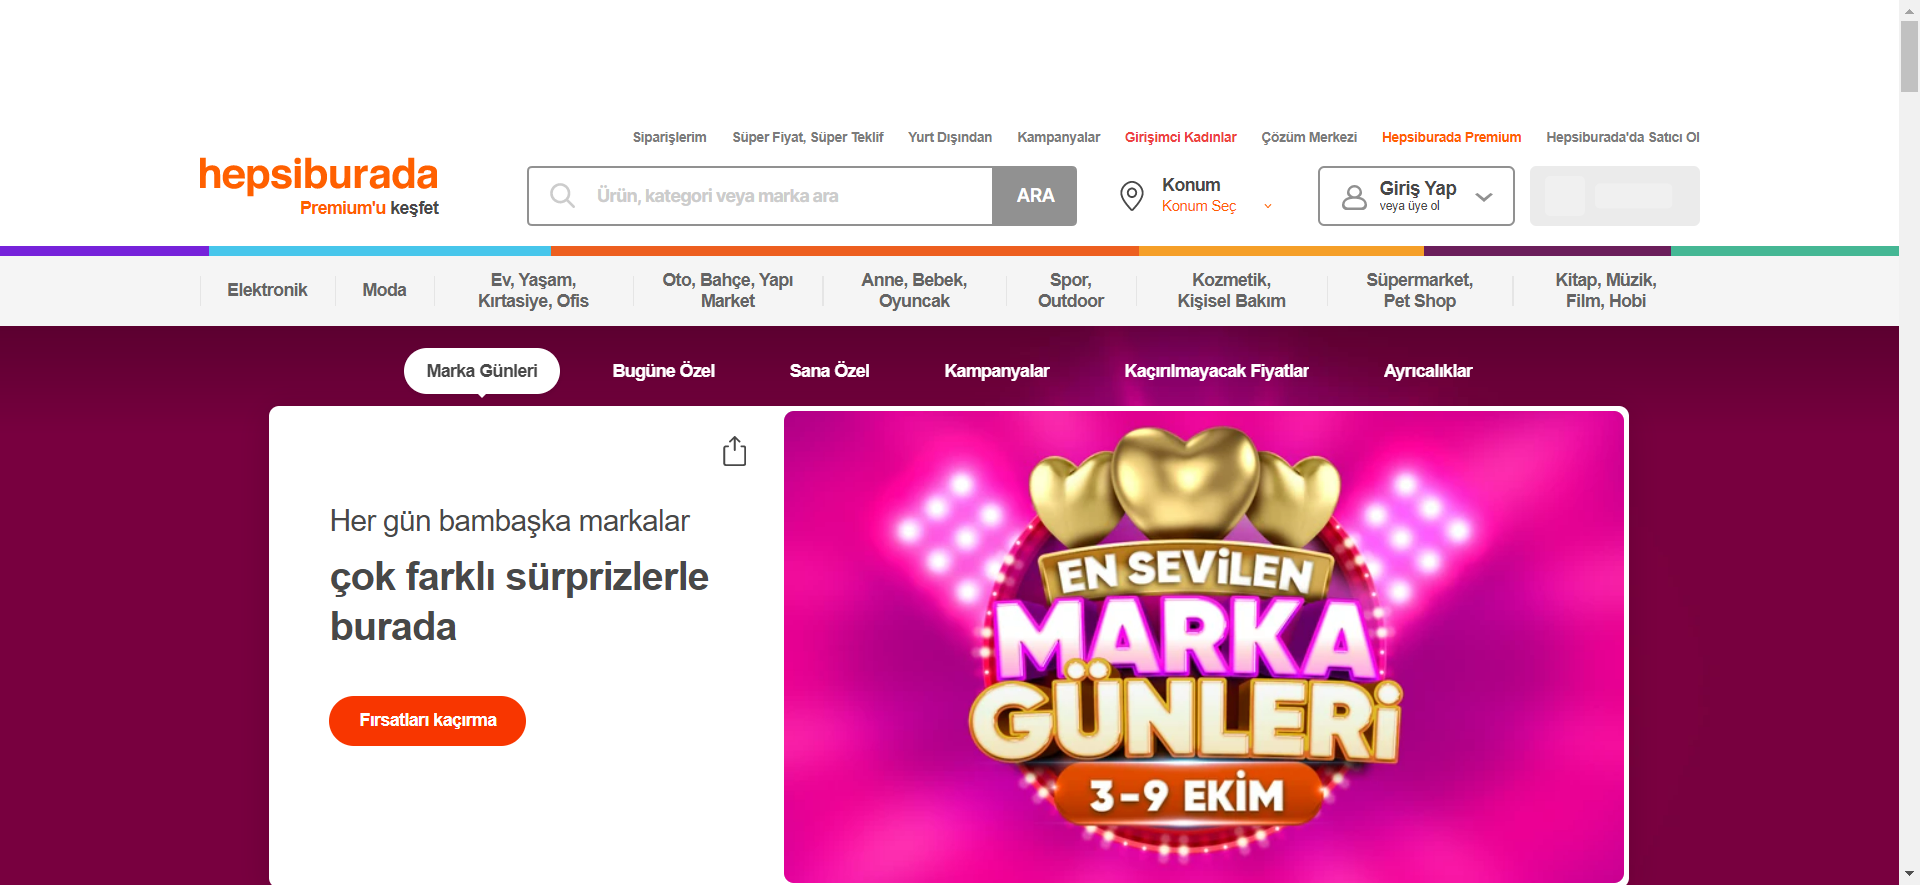 Siparişlerim Süper Fiyat, Süper Teklif Yurt Dışından Kampanyalar Girişimci Kadınlar Çözüm Merkezi Hepsiburada Premium Hepsiburada'da Satıcı Ol
hepsiburada
Premium'u keşfet
Ürün, kategori veya marka ara
ARA
Konum
Konum Seç
Giriş Yap
veya üye ol
Elektronik
Moda
Ev, Yaşam,
Kırtasiye, Ofis
Oto, Bahçe, Yapı
Market
Anne, Bebek,
Oyuncak
Spor,
Outdoor
Kozmetik,
Kişisel Bakım
Süpermarket,
Pet Shop
Kitap, Müzik,
Film, Hobi
Marka Günleri Bugüne Özel Sana Özel Kampanyalar Kaçırılmayacak Fiyatlar Ayrıcalıklar
Her gün bambaşka markalar
çok farklı sürprizlerle
burada
Fırsatları kaçırma
EN SEVİLEN
MARKA
GÜNLERİ
3-9 EKİM